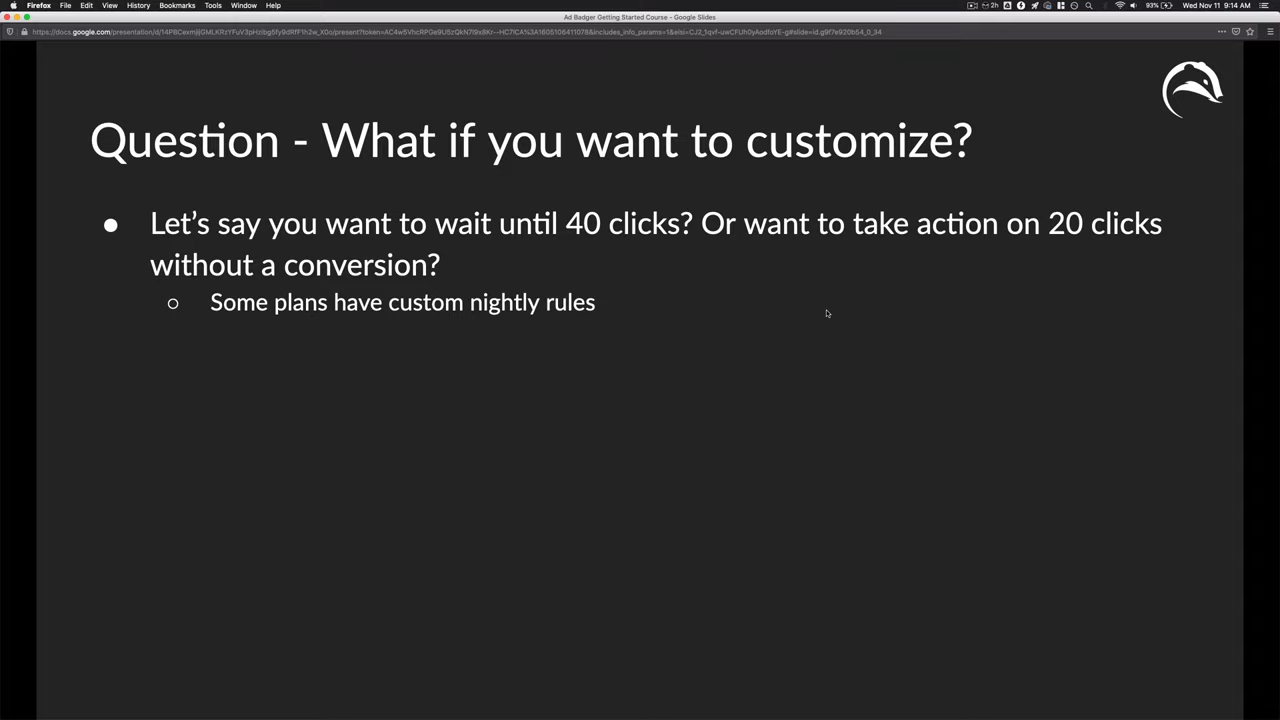 Firefox File Edit View History Bookmarks Tools Window Help 2h 93% Wed Nov 11 9:14 AM
Ad Badger Getting Started Course - Google Slides
Question - What if you want to customize?
● Let's say you want to wait until 40 clicks? Or want to take action on 20 clicks
without a conversion?
○ Some plans have custom nightly rules